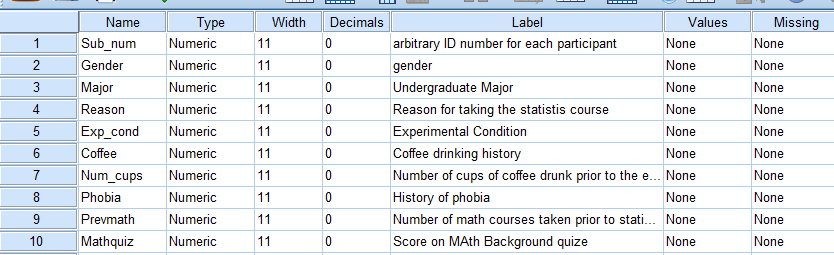 Name Type Width Decimals Label Values Missing
1 Sub_num Numeric 11 0 arbitrary ID number for each participant None None
2 Gender Numeric 11 0 gender None None
3 Major Numeric 11 0 Undergraduate Major None None
4 Reason Numeric 11 0 Reason for taking the statistis course None None
5 Exp_cond Numeric 11 0 Experimental Condition None None
6 Coffee Numeric 11 0 Coffee drinking history None None
7 Num_cups Numeric 11 0 Number of cups of coffee drunk prior to the e... None None
8 Phobia Numeric 11 0 History of phobia None None
9 Prevmath Numeric 11 0 Number of math courses taken prior to stati... None None
10 Mathquiz Numeric 11 0 Score on MAth Background quize None None